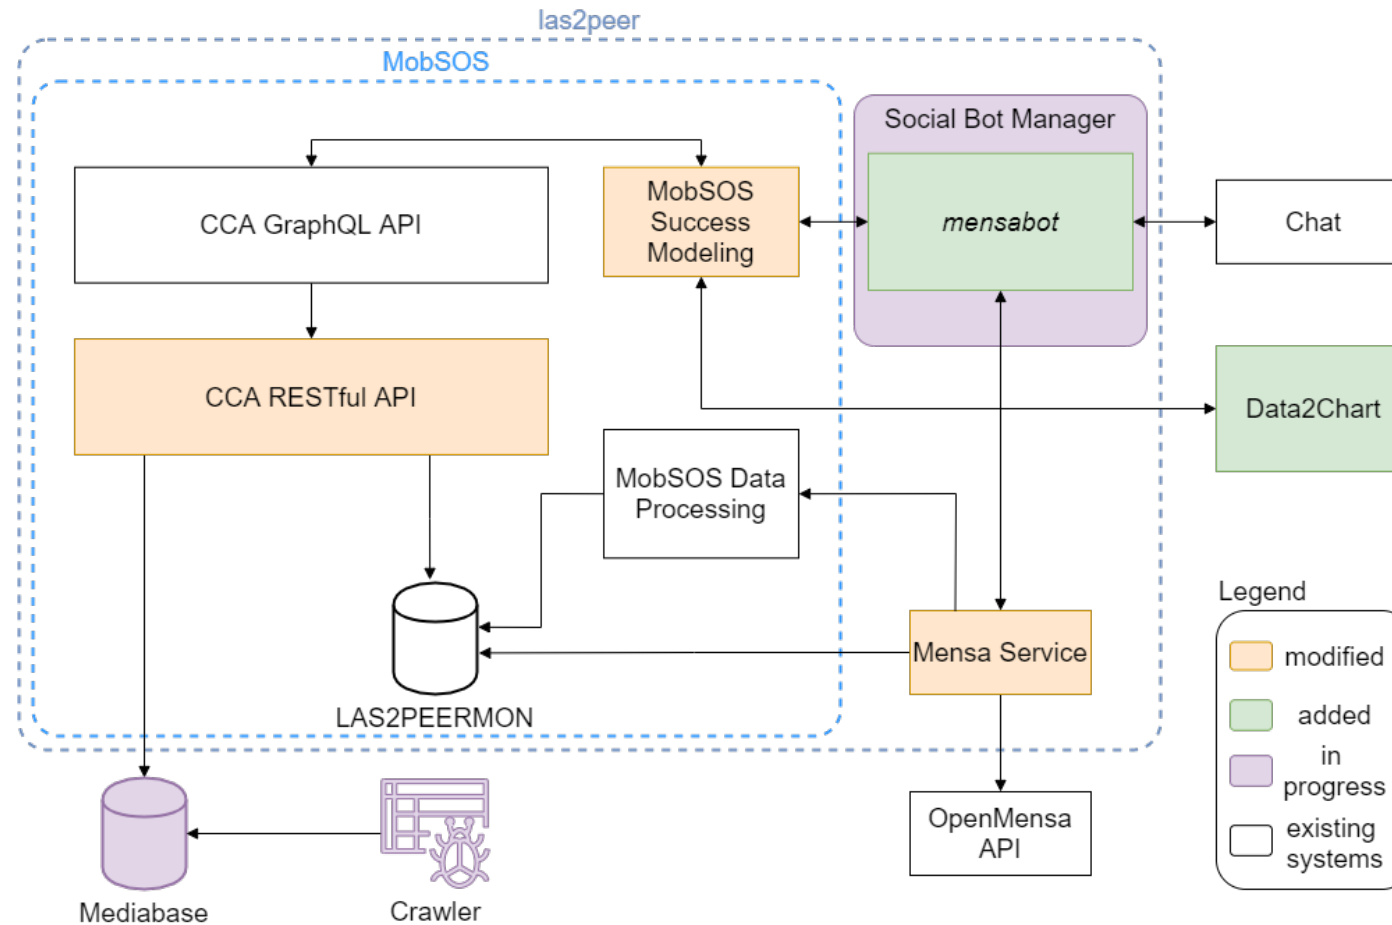 las2peer
MobSOS
Social Bot Manager
CCA GraphQL API
MobSOS
Success
Modeling
mensabot
Chat
CCA RESTful API
Data2Chart
MobSOS Data
Processing
Mensa Service
LAS2PEERMON
OpenMensa
API
Mediabase
Crawler
Legend
modified
added
in
progress
existing
systems